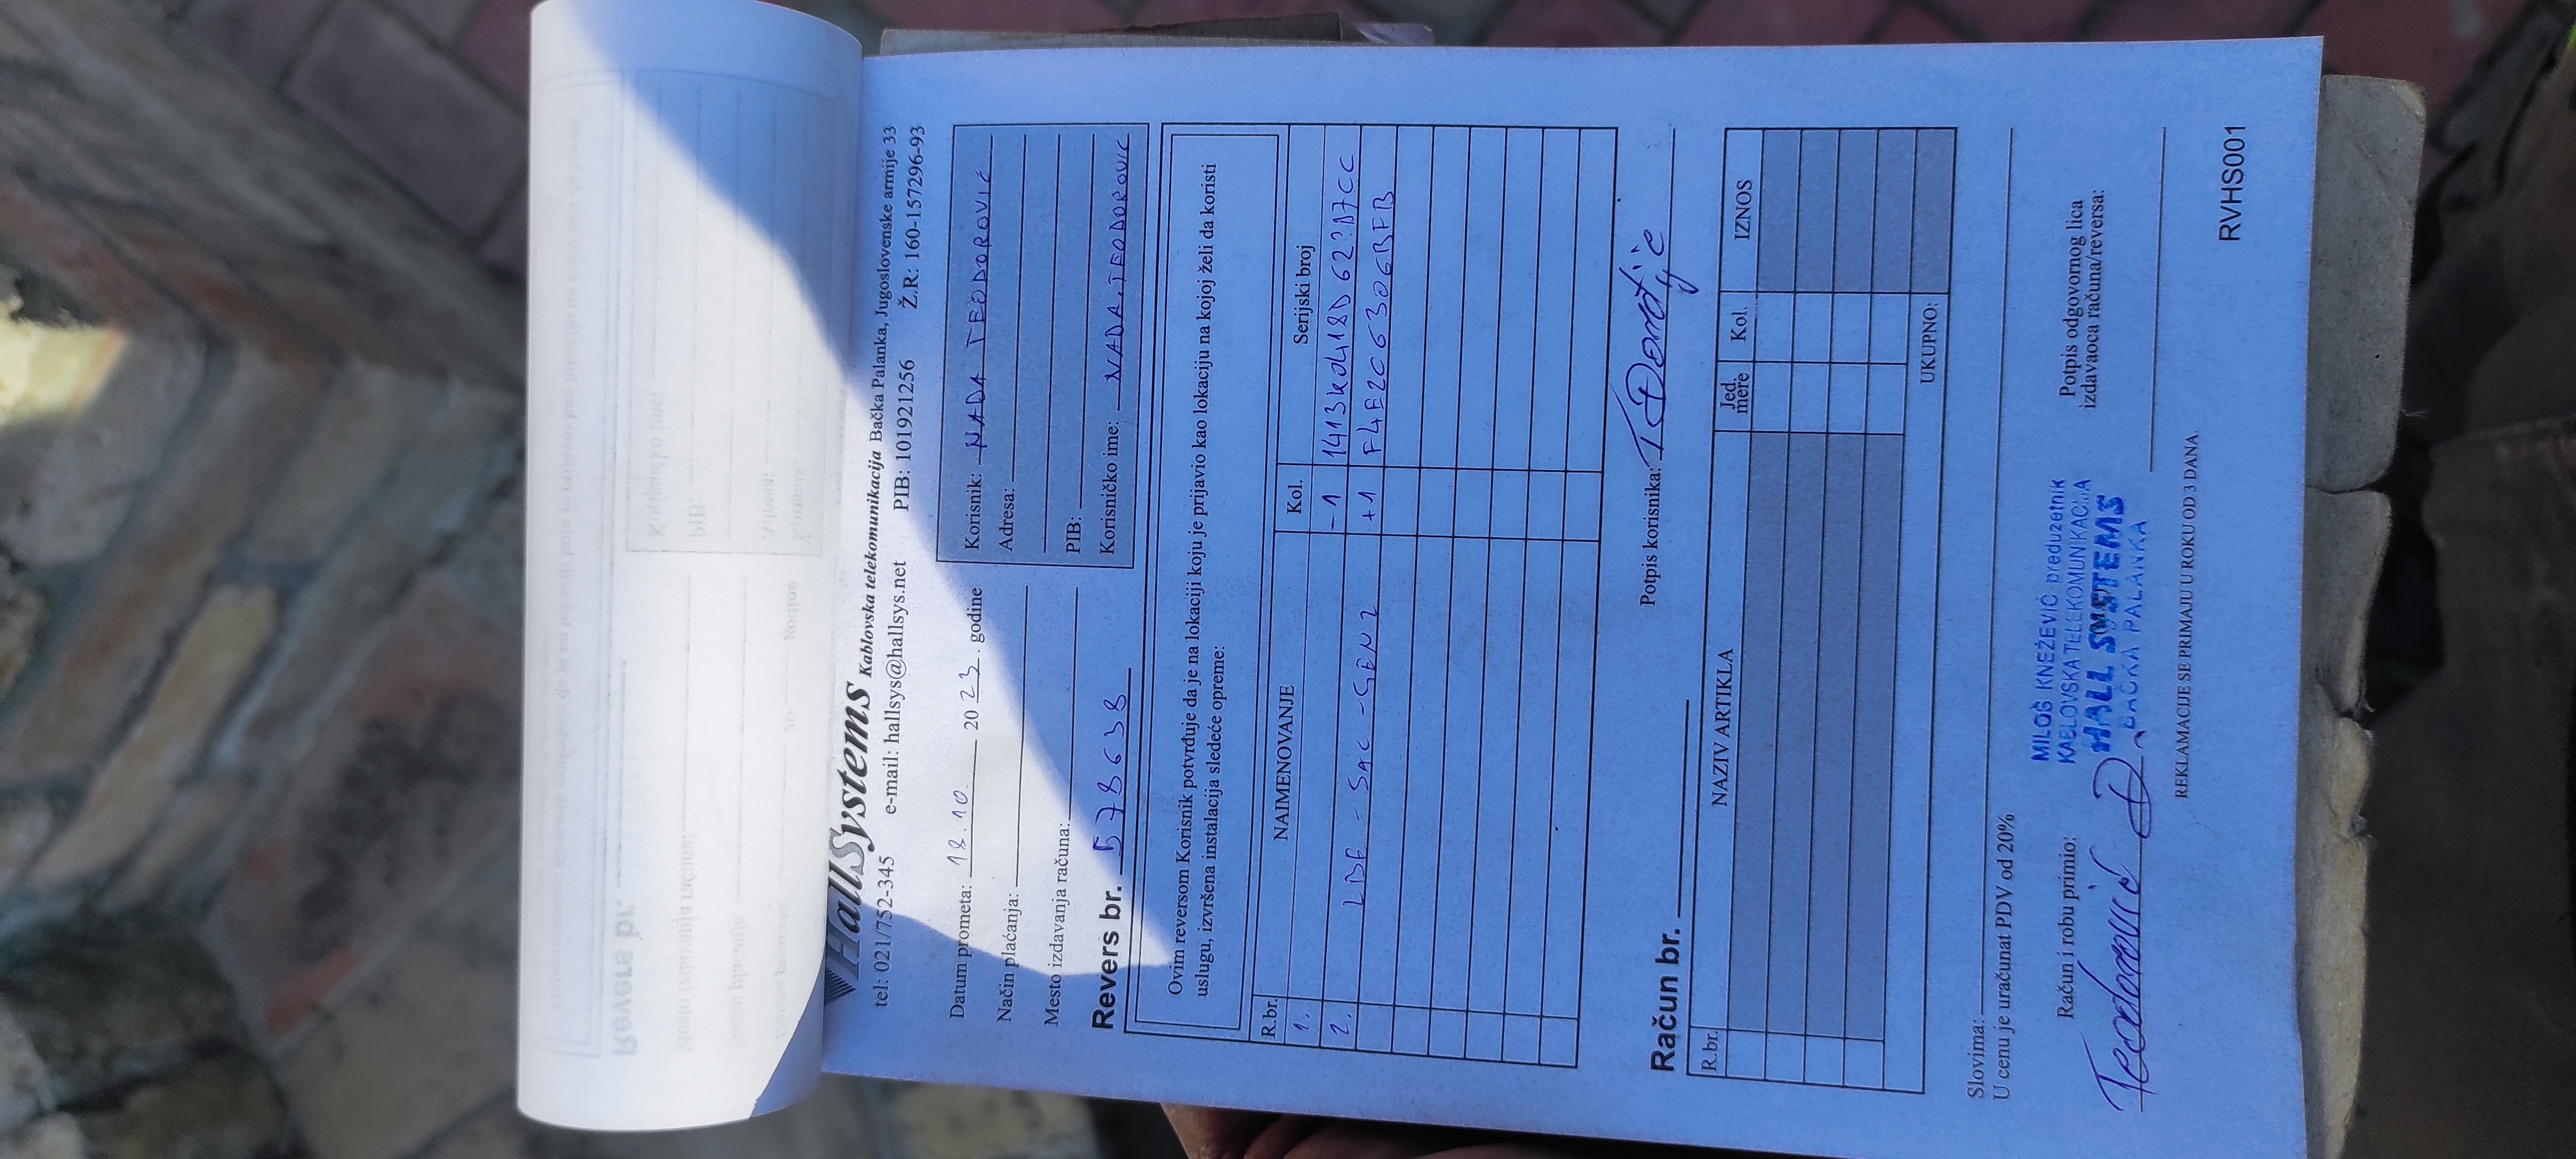 HallSystems Kablovska telekomunikacija Bačka Palanka, Jugoslovenske armije 33
tel: 021/752-345 e-mail: hallsys@hallsys.net PIB: 101921256 Ž.R: 160-157296-93
Datum prometa: 18.10. 2023. godine
Način plaćanja:
Mesto izdavanja računa:
Korisnik: NADA TEODOROVIĆ
Adresa:
PIB:
Korisničko ime: NADA.TEODOROVIC
Revers br. 578638
Ovim reversom Korisnik potvrđuje da je na lokaciji koju je prijavio kao lokaciju na kojoj želi da koristi
uslugu, izvršena instalacija sledeće opreme:
R.br. NAIMENOVANJE Kol. Serijski broj
1. -1
2. LBE-5AC-GEN2 +1 F4E2C6306BFB
Potpis korisnika:
Račun br.
R.br. NAZIV ARTIKLA Jed. mere Kol. IZNOS
UKUPNO:
Slovima:
U cenu je uračunat PDV od 20%
Račun i robu primio:
Teodorović
MILOŠ KNEŽEVIĆ preduzetnik
KABLOVSKA TELEKOMUNIKACIJA
HALL SYSTEMS
BAČKA PALANKA
Potpis odgovornog lica
izdavaoca računa/reversa:
REKLAMACIJE SE PRIMAJU U ROKU OD 3 DANA.
RVHS001